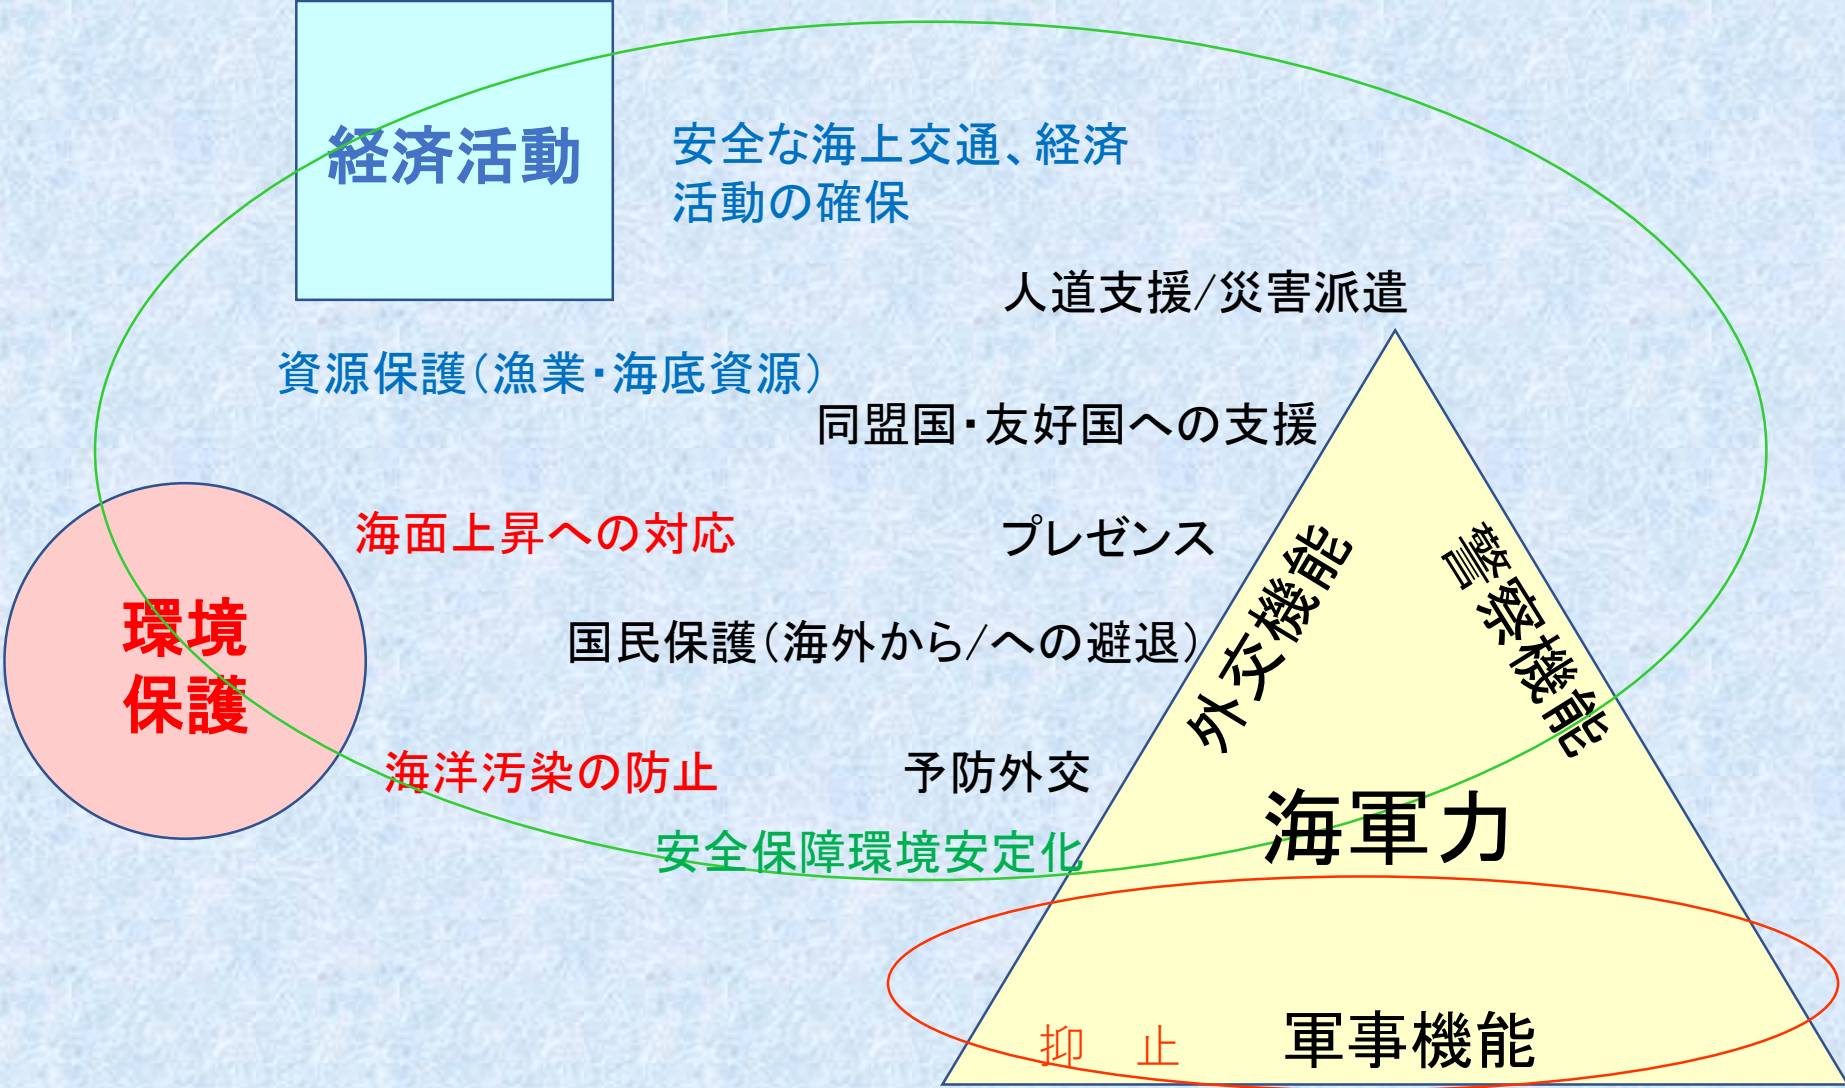 経済活動
安全な海上交通、経済
活動の確保
人道支援/災害派遣
資源保護(漁業・海底資源)
同盟国・友好国への支援
海面上昇への対応
プレゼンス
外交機能
警察機能
環境
保護
国民保護(海外から/への避退)
海洋汚染の防止
予防外交
安全保障環境安定化
海軍力
抑　止
軍事機能